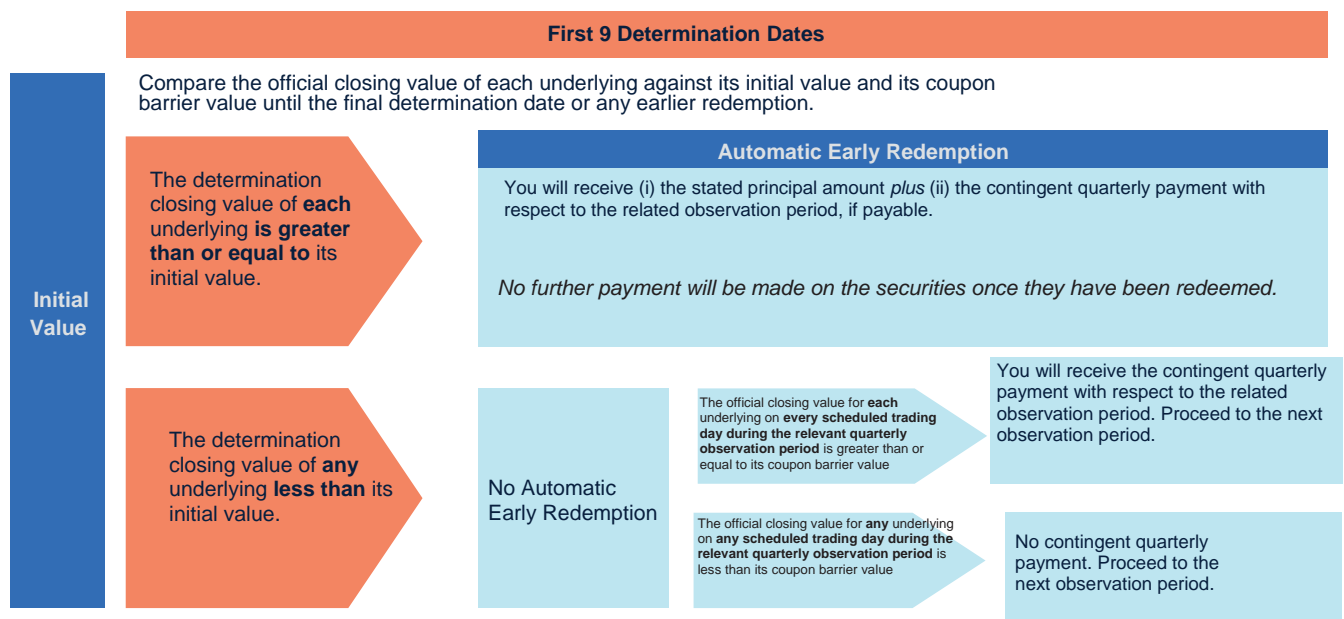 First 9 Determination Dates
Compare the official closing value of each underlying against its initial value and its coupon
barrier value until the final determination date or any earlier redemption.
Initial
Value
The determination
closing value of each
underlying is greater
than or equal to its
initial value.
Automatic Early Redemption
You will receive (i) the stated principal amount plus (ii) the contingent quarterly payment with
respect to the related observation period, if payable.
No further payment will be made on the securities once they have been redeemed.
The determination
closing value of any
underlying less than its
initial value.
No Automatic
Early Redemption
The official closing value for each
underlying on every scheduled trading
day during the relevant quarterly
observation period is greater than or
equal to its coupon barrier value
You will receive the contingent quarterly
payment with respect to the related
observation period. Proceed to the next
observation period.
The official closing value for any underlying
on any scheduled trading day during the
relevant quarterly observation period is
less than its coupon barrier value
No contingent quarterly
payment. Proceed to the
next observation period.